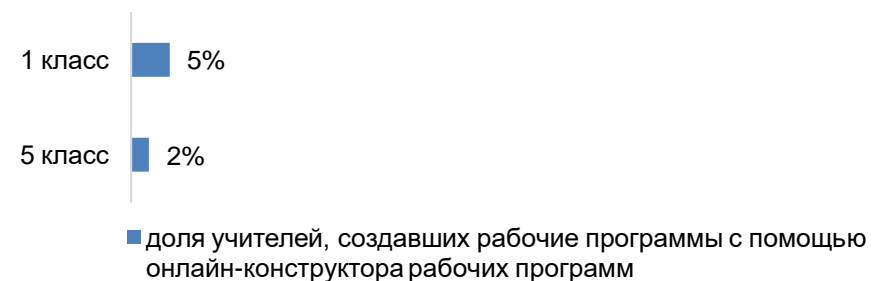 1 класс 5%
5 класс 2%
доля учителей, создавших рабочие программы с помощью
онлайн-конструктора рабочих программ